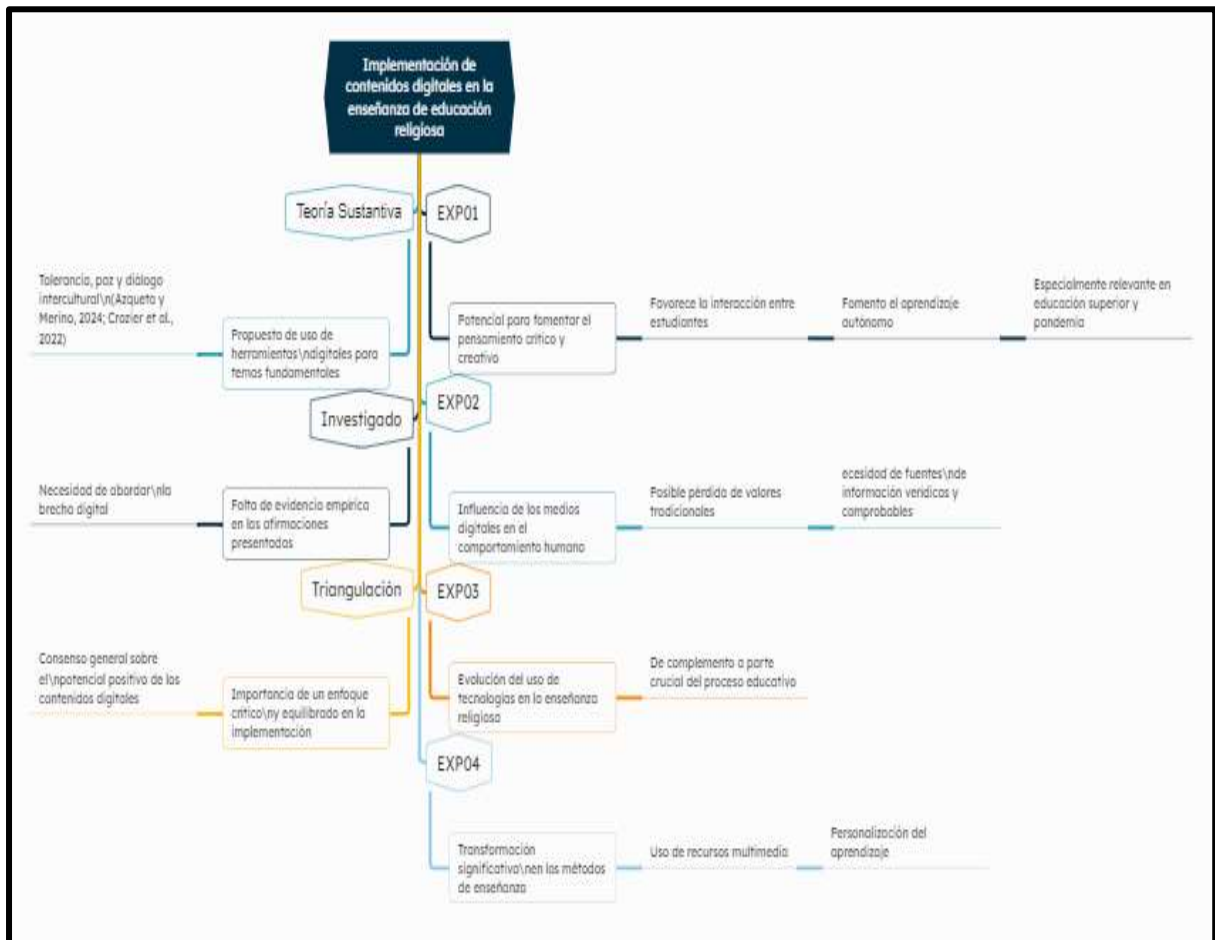 Implementación de
contenidos digitales en la
enseñanza de educación
religiosa
Teoría Sustantiva
EXP01
Tolerancia, paz y diálogo
intercultural\n(Azqueta y
Merino, 2024; Crozier et al.,
2022)
Propuesta de uso de
herramientas\ndigitales para
temas fundamentales
Potencial para fomentar el
pensamiento crítico y
creativo
Favorece la interacción entre
estudiantes
Fomento el aprendizaje
autónomo
Especialmente relevante en
educación superior y
pandemia
Investigado
EXP02
Necesidad de abordar\nla
brecha digital
Falta de evidencia empírica
en las afirmaciones
presentadas
Influencia de los medios
digitales en el
comportamiento humano
Posible pérdida de valores
tradicionales
ecesidad de fuentes\nde
información verídicas y
comprobables
Triangulación
EXP03
Consenso general sobre
el\npotencial positivo de los
contenidos digitales
Importancia de un enfoque
crítico\ny equilibrado en la
implementación
Evolución del uso de
tecnologías en la enseñanza
religiosa
De complemento a parte
crucial del proceso educativo
EXP04
Transformación
significativa\nen los métodos
de enseñanza
Uso de recursos multimedia
Personalización del
aprendizaje